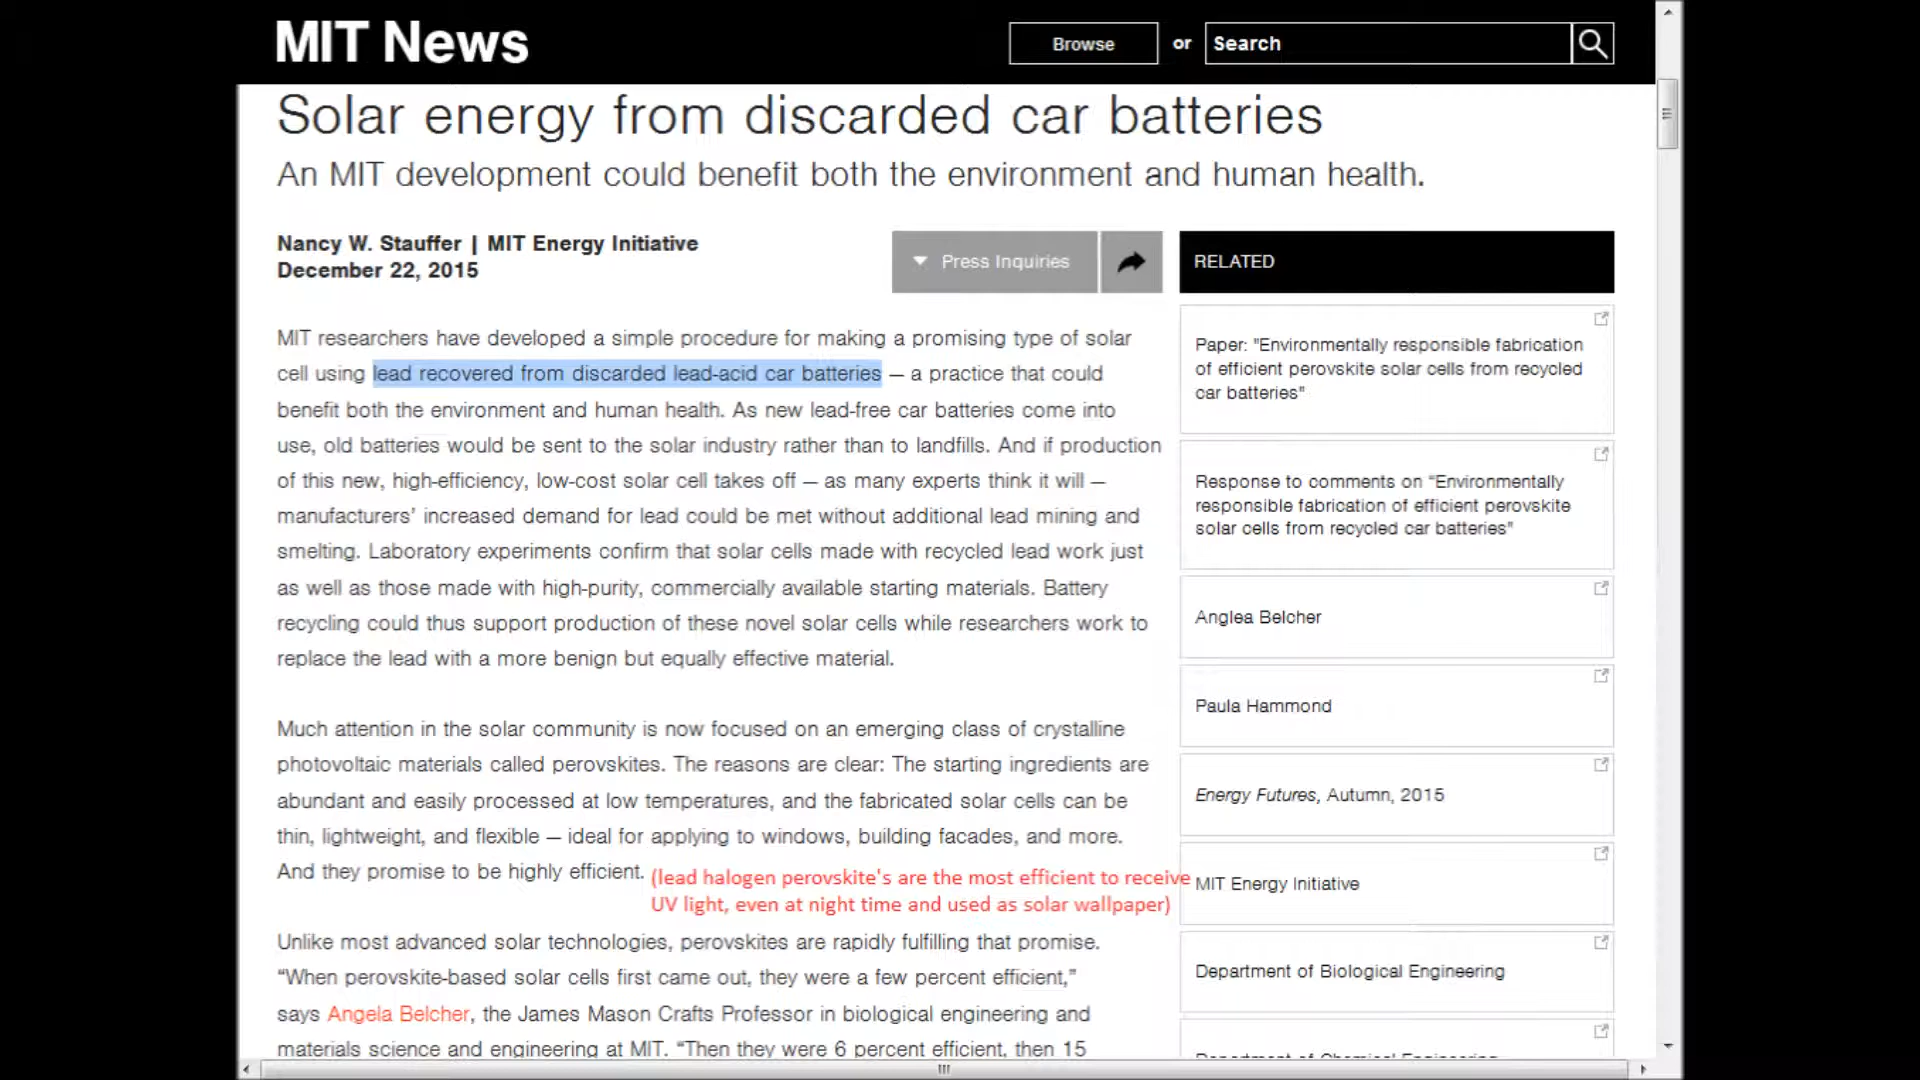 MIT News
Browse or Search
Solar energy from discarded car batteries
An MIT development could benefit both the environment and human health.
Nancy W. Stauffer | MIT Energy Initiative
December 22, 2015
Press Inquiries
MIT researchers have developed a simple procedure for making a promising type of solar
cell using lead recovered from discarded lead-acid car batteries — a practice that could
benefit both the environment and human health. As new lead-free car batteries come into
use, old batteries would be sent to the solar industry rather than to landfills. And if production
of this new, high-efficiency, low-cost solar cell takes off — as many experts think it will —
manufacturers’ increased demand for lead could be met without additional lead mining and
smelting. Laboratory experiments confirm that solar cells made with recycled lead work just
as well as those made with high-purity, commercially available starting materials. Battery
recycling could thus support production of these novel solar cells while researchers work to
replace the lead with a more benign but equally effective material.
Much attention in the solar community is now focused on an emerging class of crystalline
photovoltaic materials called perovskites. The reasons are clear: The starting ingredients are
abundant and easily processed at low temperatures, and the fabricated solar cells can be
thin, lightweight, and flexible — ideal for applying to windows, building facades, and more.
And they promise to be highly efficient.
(lead halogen perovskite's are the most efficient to receive
UV light, even at night time and used as solar wallpaper)
Unlike most advanced solar technologies, perovskites are rapidly fulfilling that promise.
“When perovskite-based solar cells first came out, they were a few percent efficient,”
says Angela Belcher, the James Mason Crafts Professor in biological engineering and
materials science and engineering at MIT. “Then they were 6 percent efficient, then 15
RELATED
Paper: "Environmentally responsible fabrication
of efficient perovskite solar cells from recycled
car batteries"
Response to comments on “Environmentally
responsible fabrication of efficient perovskite
solar cells from recycled car batteries”
Anglea Belcher
Paula Hammond
Energy Futures, Autumn, 2015
MIT Energy Initiative
Department of Biological Engineering
Department of Chemical Engineering